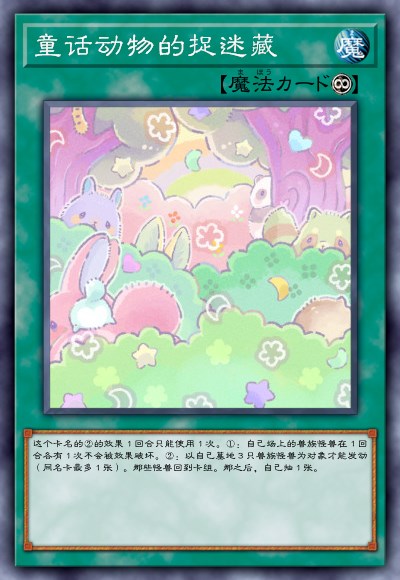 童话动物的捉迷藏
魔
まほう
【魔法カード】
这个卡名的②的效果1回合只能使用1次。①：自己场上的兽族怪兽在1回
合各有1次不会被效果破坏。②：以自己墓地3只兽族怪兽为对象才能发动
（同名卡最多1张）。那些怪兽回到卡组。那之后，自己抽1张。